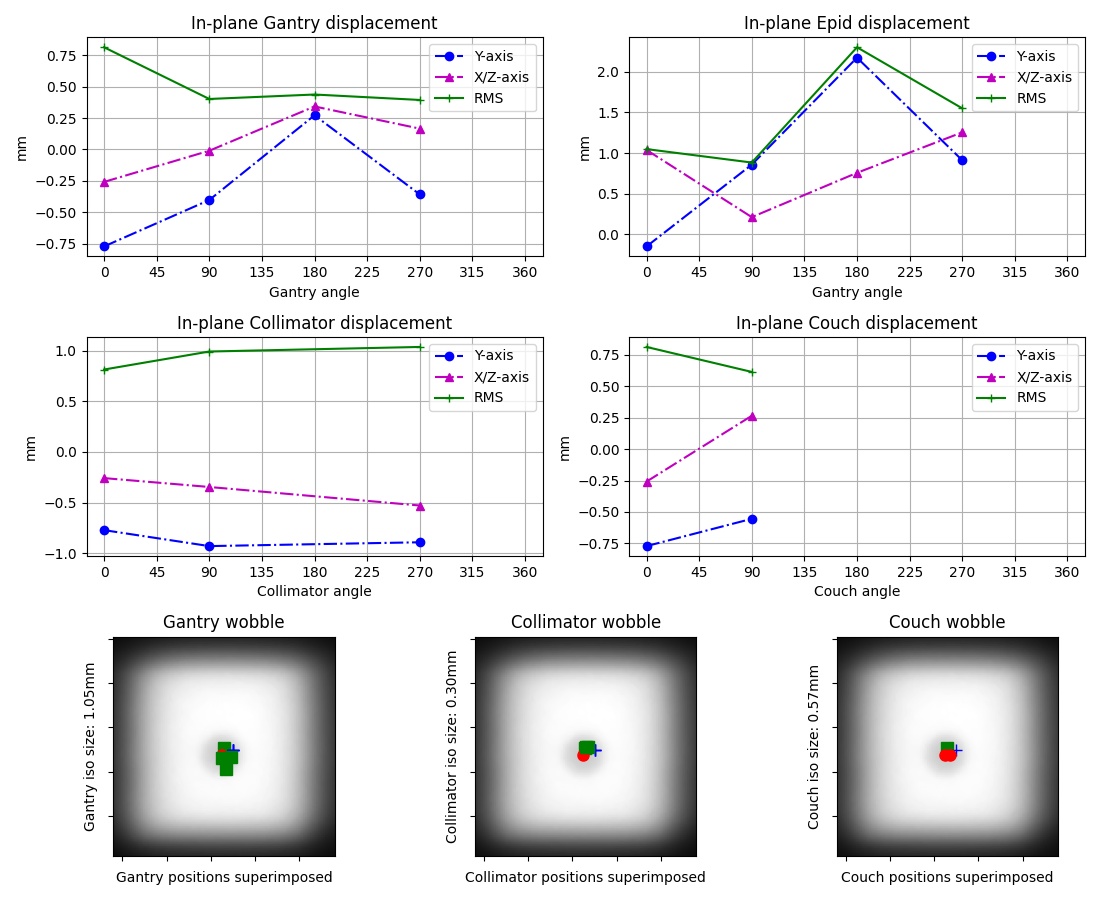 In-plane Gantry displacement
mm
0.75
0.50
0.25
0.00
−0.25
−0.50
−0.75
0 45 90 135 180 225 270 315 360
Gantry angle
Y-axis
X/Z-axis
RMS
In-plane Epid displacement
mm
2.0
1.5
1.0
0.5
0.0
0 45 90 135 180 225 270 315 360
Gantry angle
Y-axis
X/Z-axis
RMS
In-plane Collimator displacement
mm
1.0
0.5
0.0
−0.5
−1.0
0 45 90 135 180 225 270 315 360
Collimator angle
Y-axis
X/Z-axis
RMS
In-plane Couch displacement
mm
0.75
0.50
0.25
0.00
−0.25
−0.50
−0.75
0 45 90 135 180 225 270 315 360
Couch angle
Y-axis
X/Z-axis
RMS
Gantry wobble
Gantry iso size: 1.05mm
Gantry positions superimposed
Collimator wobble
Collimator iso size: 0.30mm
Collimator positions superimposed
Couch wobble
Couch iso size: 0.57mm
Couch positions superimposed